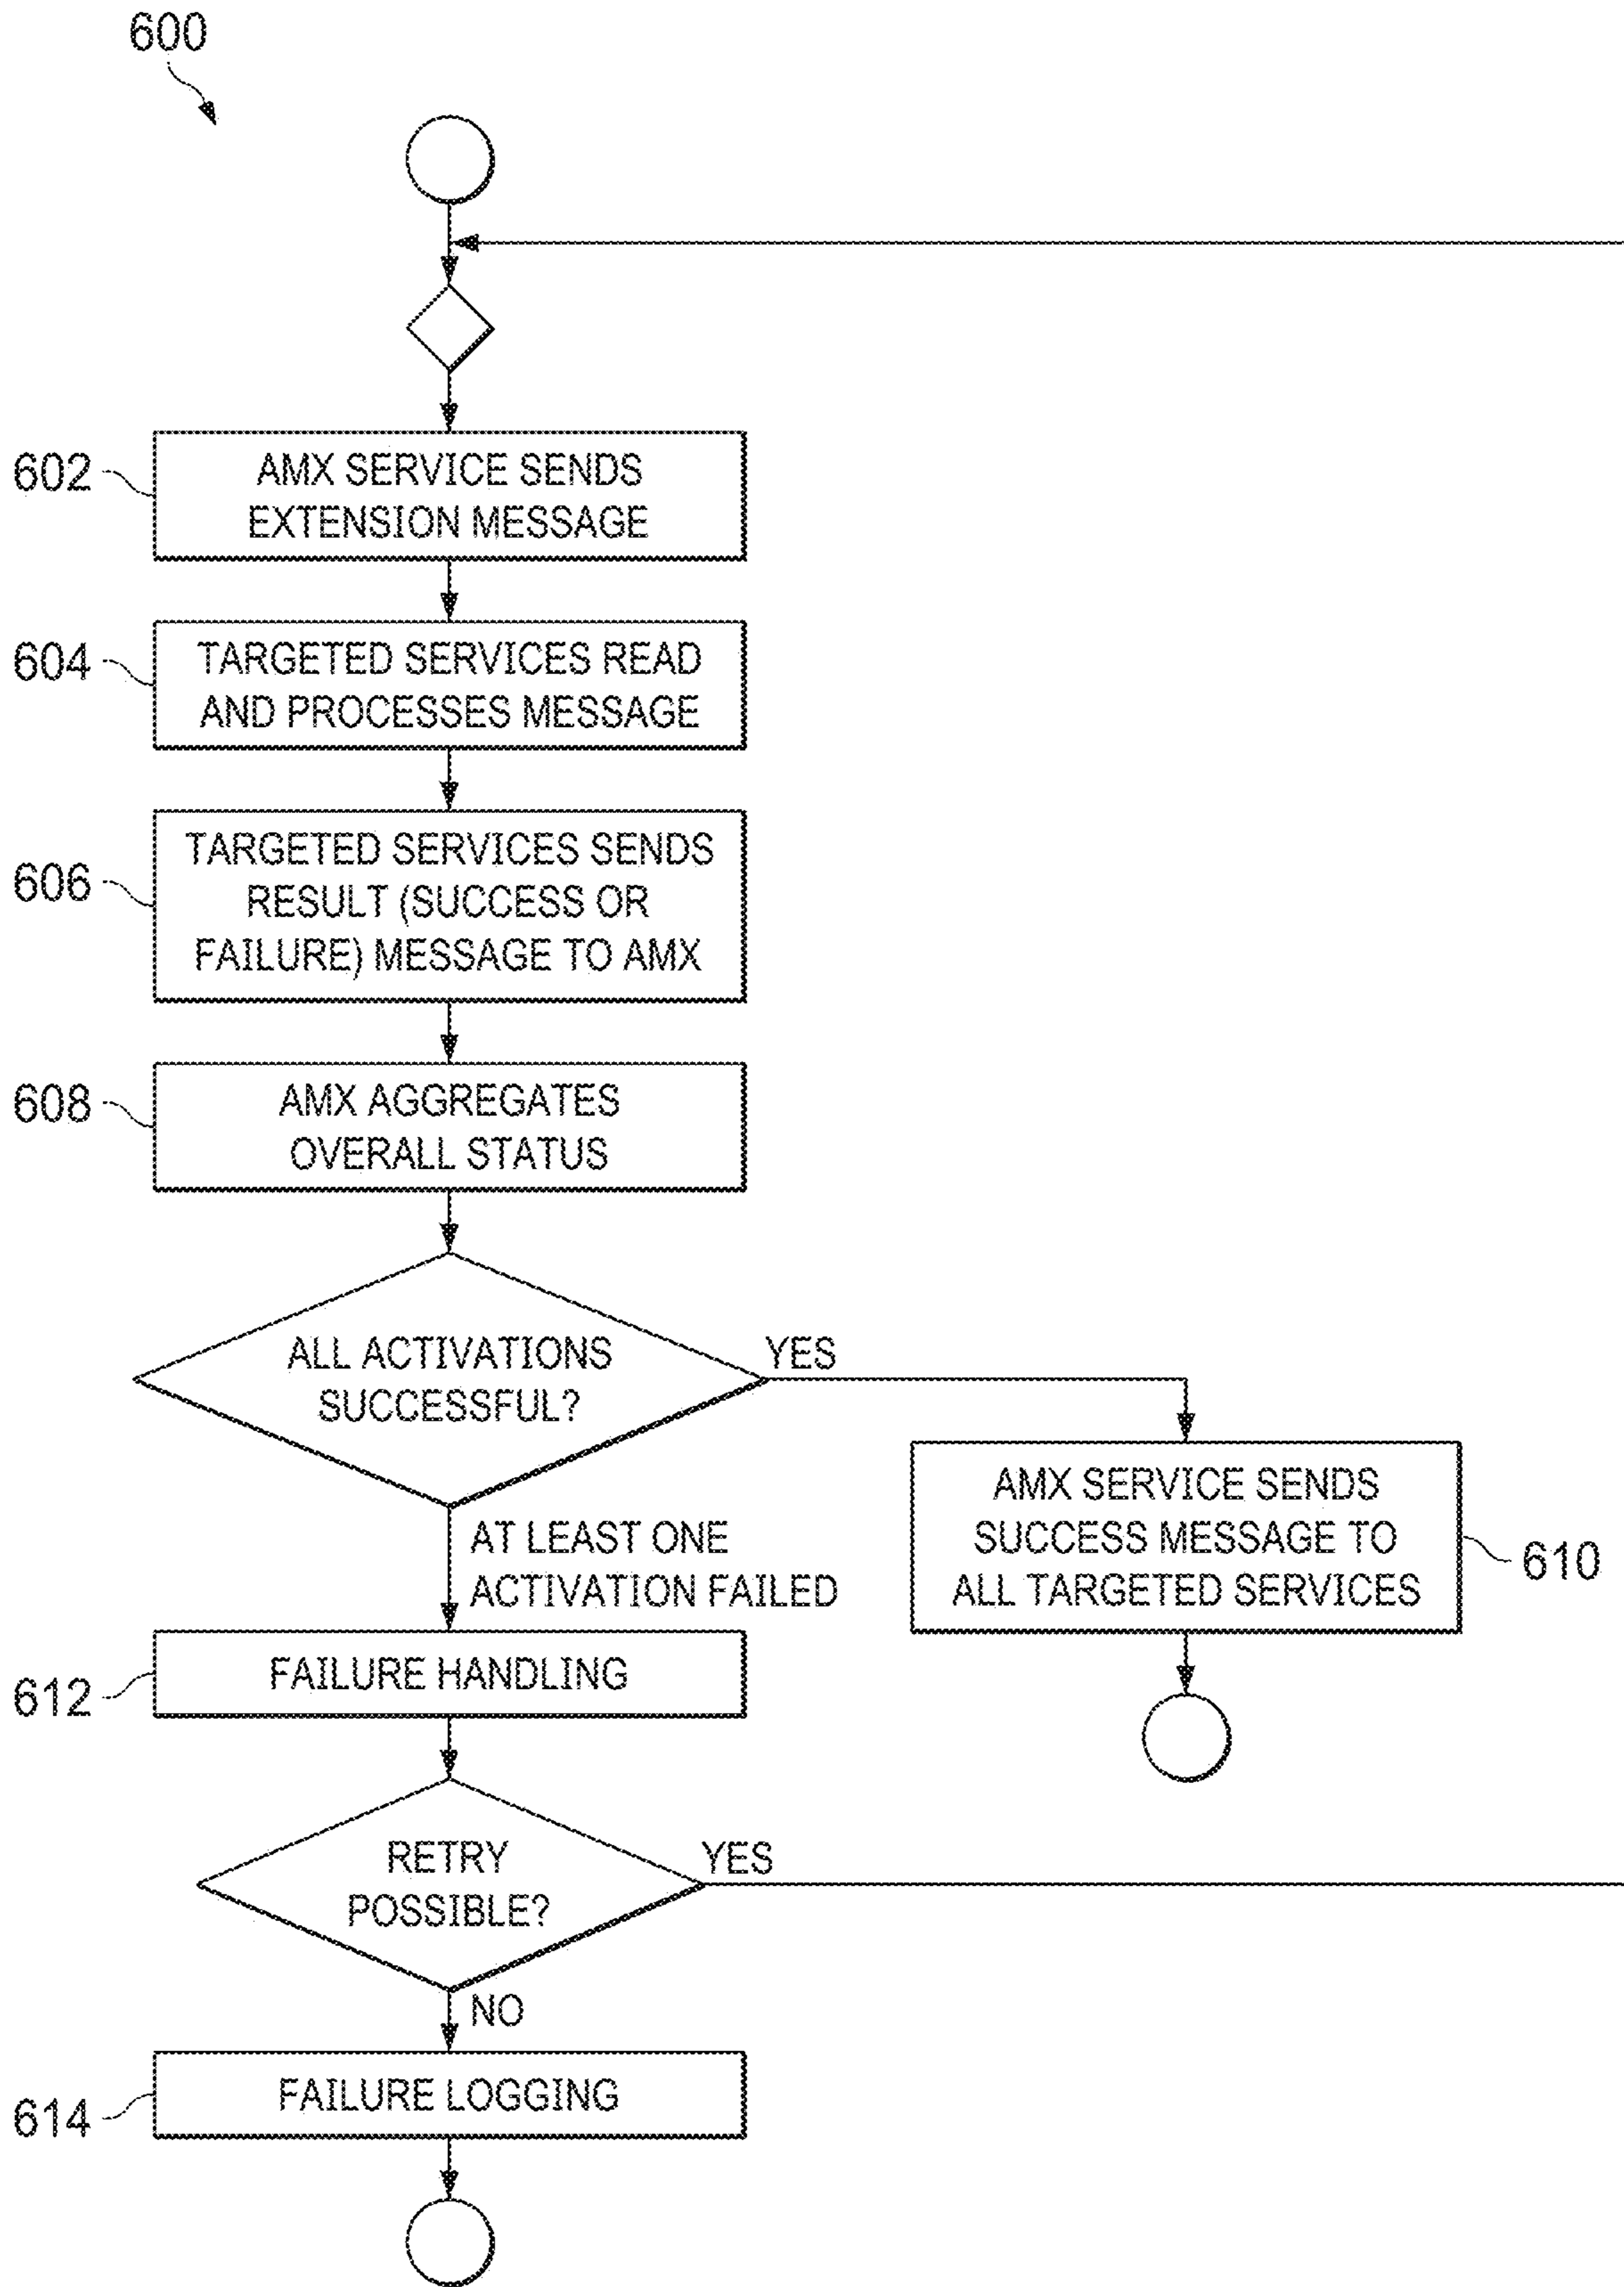 600
602
AMX SERVICE SENDS
EXTENSION MESSAGE
604
TARGETED SERVICES READ
AND PROCESSES MESSAGE
606
TARGETED SERVICES SENDS
RESULT (SUCCESS OR
FAILURE) MESSAGE TO AMX
608
AMX AGGREGATES
OVERALL STATUS
ALL ACTIVATIONS
SUCCESSFUL?
YES
AMX SERVICE SENDS
SUCCESS MESSAGE TO
ALL TARGETED SERVICES
610
AT LEAST ONE
ACTIVATION FAILED
612
FAILURE HANDLING
RETRY
POSSIBLE?
YES
NO
614
FAILURE LOGGING